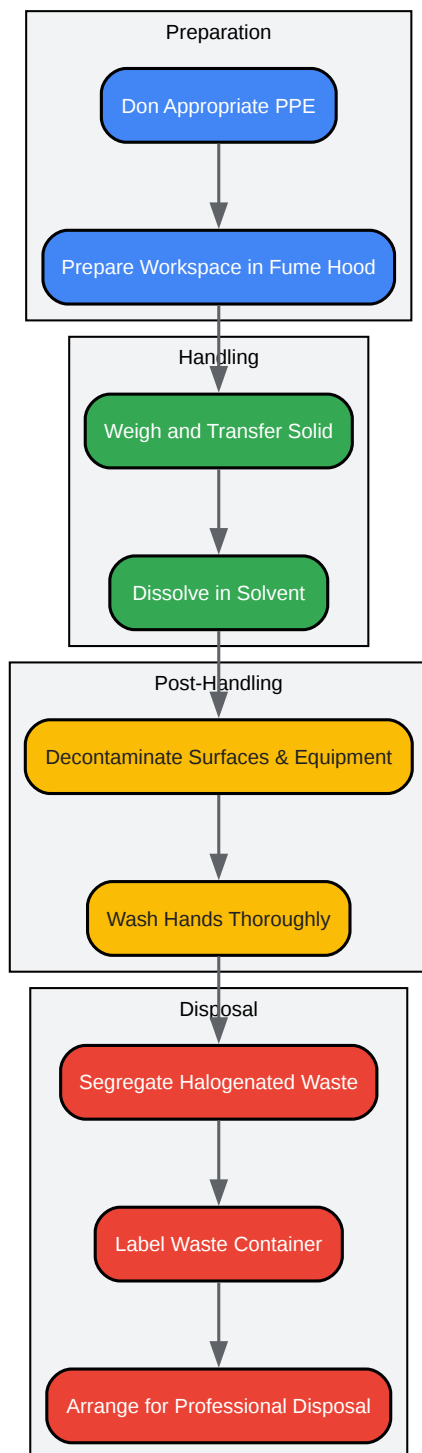 Preparation
Don Appropriate PPE
Prepare Workspace in Fume Hood
Handling
Weigh and Transfer Solid
Dissolve in Solvent
Post-Handling
Decontaminate Surfaces & Equipment
Wash Hands Thoroughly
Disposal
Segregate Halogenated Waste
Label Waste Container
Arrange for Professional Disposal